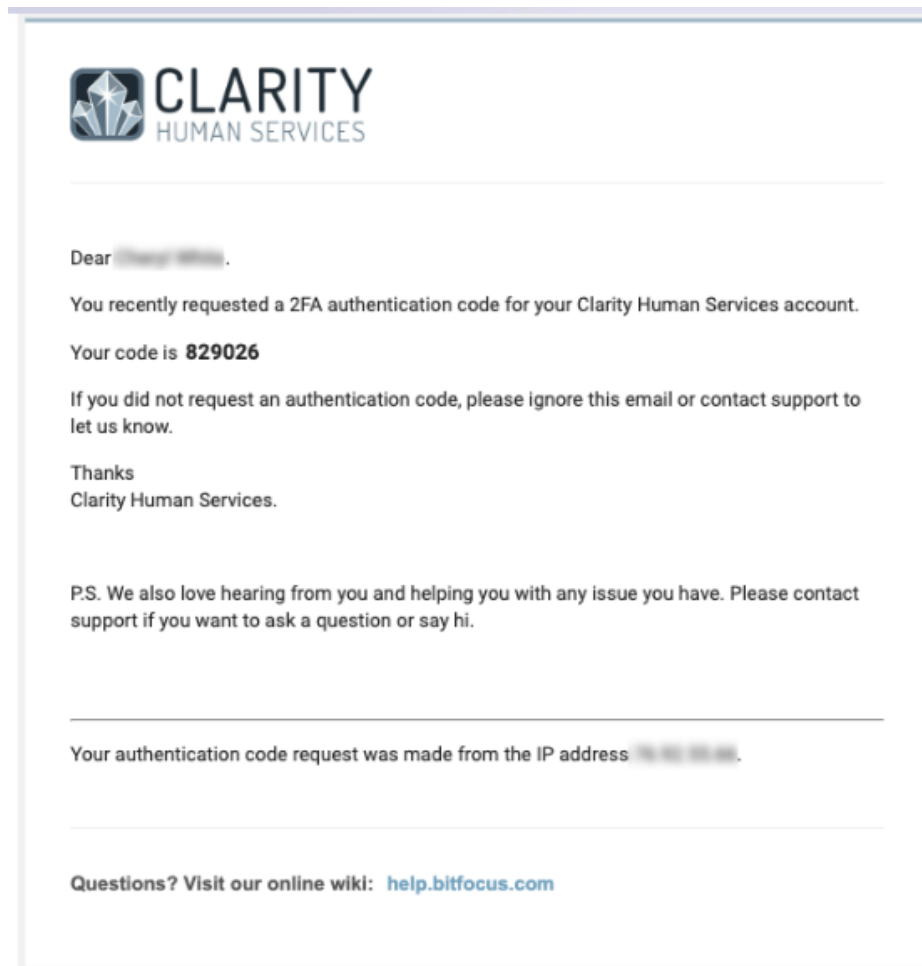 CLARITY
HUMAN SERVICES
Dear .
You recently requested a 2FA authentication code for your Clarity Human Services account.
Your code is 829026
If you did not request an authentication code, please ignore this email or contact support to
let us know.
Thanks
Clarity Human Services.
P.S. We also love hearing from you and helping you with any issue you have. Please contact
support if you want to ask a question or say hi.
Your authentication code request was made from the IP address .
Questions? Visit our online wiki: help.bitfocus.com